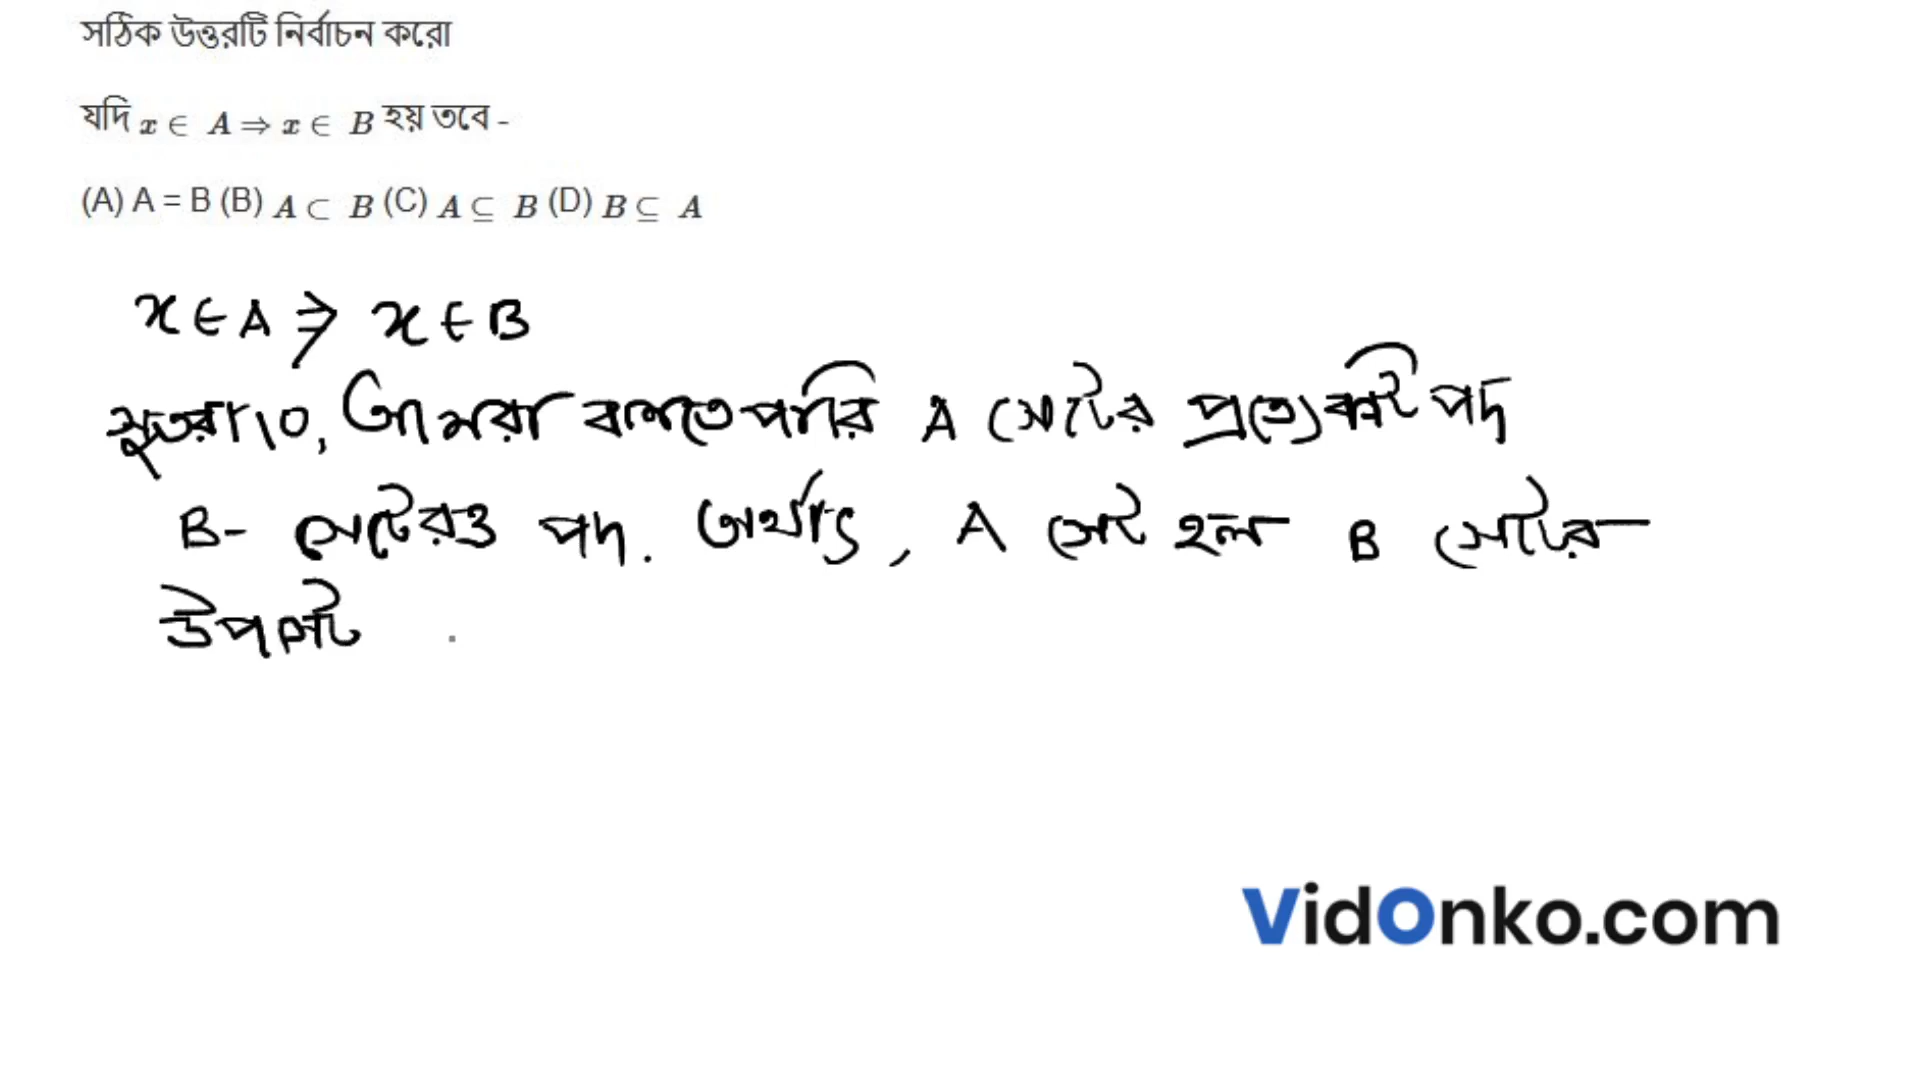 সঠিক উত্তরটি নির্বাচন করো
যদি x ∈ A ⇒ x ∈ B হয় তবে -
(A) A = B (B) A ⊂ B (C) A ⊆ B (D) B ⊆ A
x ∈ A ⇒ x ∈ B
সুতরাং, আমরা বলতে পারি A সেটের প্রত্যেকটি পদ
B- সেটেরও পদ. অর্থাৎ, A সেট হল B সেটের
উপসেট
VidOnko.com